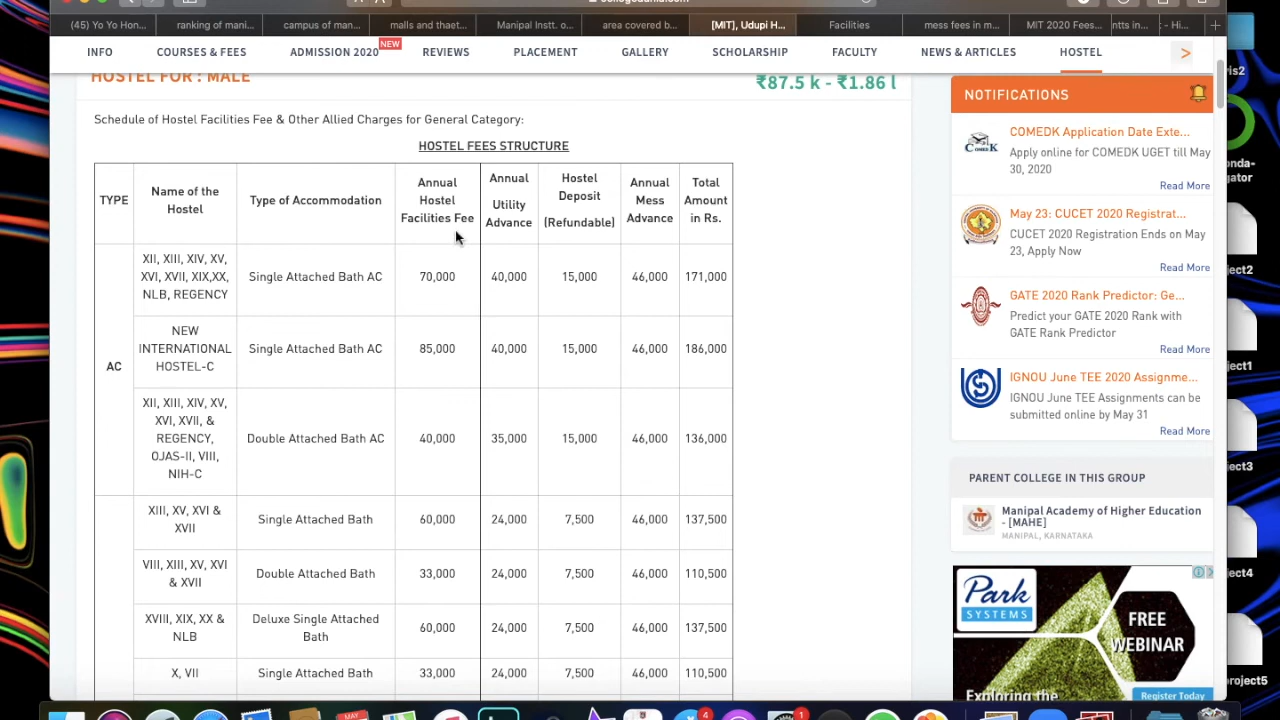 (45) Yo Yo Hon...
ranking of mani...
campus of man...
malls and thaet...
Manipal Instt. o...
area covered b...
[MIT], Udupi H...
Facilities
mess fees in m...
MIT 2020 Fees...
INFO
COURSES & FEES
ADMISSION 2020 NEW
REVIEWS
PLACEMENT
GALLERY
SCHOLARSHIP
FACULTY
NEWS & ARTICLES
HOSTEL
>
HOSTEL FOR : MALE
₹87.5 k - ₹1.86 l
Schedule of Hostel Facilities Fee & Other Allied Charges for General Category:
HOSTEL FEES STRUCTURE
TYPE
Name of the
Hostel
Type of Accommodation
Annual
Hostel
Facilities Fee
Annual
Utility
Advance
Hostel
Deposit
(Refundable)
Annual
Mess
Advance
Total
Amount
in Rs.
AC
XII, XIII, XIV, XV,
XVI, XVII, XIX,XX,
NLB, REGENCY
Single Attached Bath AC
70,000
40,000
15,000
46,000
171,000
NEW
INTERNATIONAL
HOSTEL-C
Single Attached Bath AC
85,000
40,000
15,000
46,000
186,000
XII, XIII, XIV, XV,
XVI, XVII, &
REGENCY,
OJAS-II, VIII,
NIH-C
Double Attached Bath AC
40,000
35,000
15,000
46,000
136,000
XIII, XV, XVI &
XVII
Single Attached Bath
60,000
24,000
7,500
46,000
137,500
VIII, XIII, XV, XVI
& XVII
Double Attached Bath
33,000
24,000
7,500
46,000
110,500
XVIII, XIX, XX &
NLB
Deluxe Single Attached
Bath
60,000
24,000
7,500
46,000
137,500
X, VII
Single Attached Bath
33,000
24,000
7,500
46,000
110,500
NOTIFICATIONS
COMEDK Application Date Exte...
Apply online for COMEDK UGET till May
30, 2020
Read More
May 23: CUCET 2020 Registrat...
CUCET 2020 Registration Ends on May
23, Apply Now
Read More
GATE 2020 Rank Predictor: Ge...
Predict your GATE 2020 Rank with
GATE Rank Predictor
Read More
IGNOU June TEE 2020 Assignme...
IGNOU June TEE Assignments can be
submitted online by May 31
Read More
PARENT COLLEGE IN THIS GROUP
Manipal Academy of Higher Education
- [MAHE]
MANIPAL, KARNATAKA
Park
SYSTEMS
FREE
WEBINAR
Exploring the
Register Today